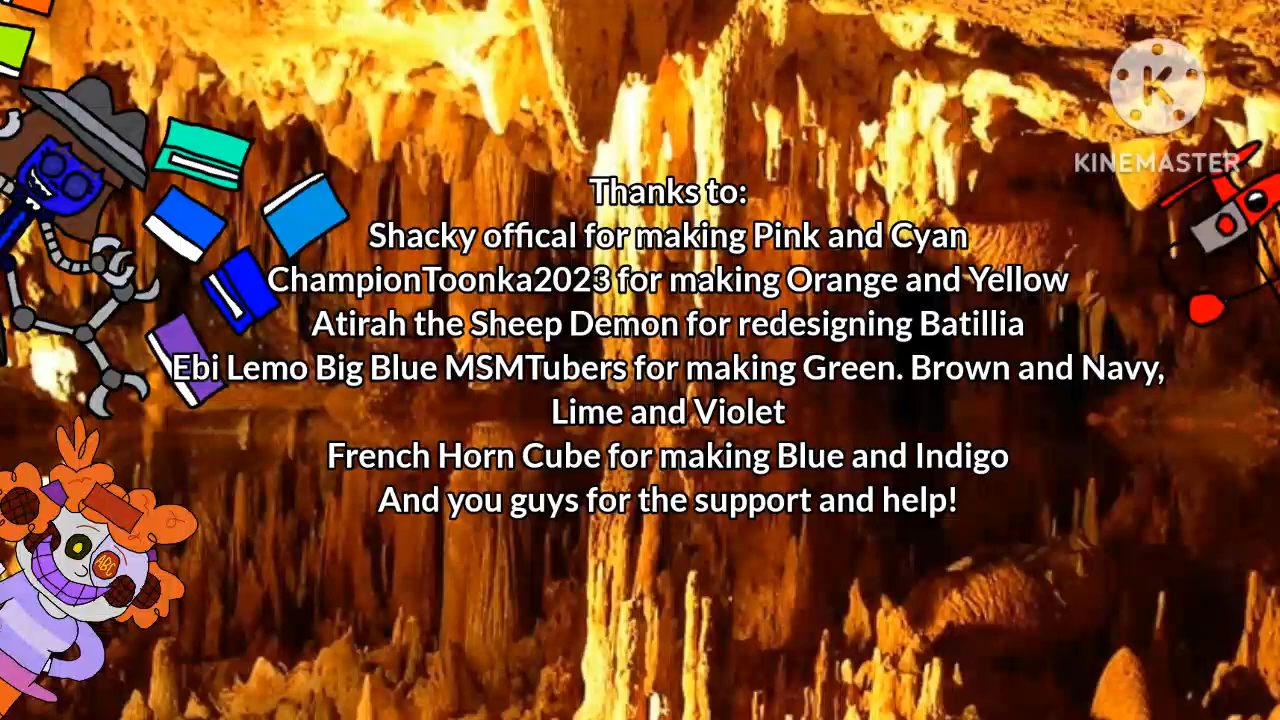 K
KINEMASTER
Thanks to:
Shacky offical for making Pink and Cyan
ChampionToonka2023 for making Orange and Yellow
Atirah the Sheep Demon for redesigning Batillia
Ebi Lemo Big Blue MSMTubers for making Green. Brown and Navy,
Lime and Violet
French Horn Cube for making Blue and Indigo
And you guys for the support and help!
ABC